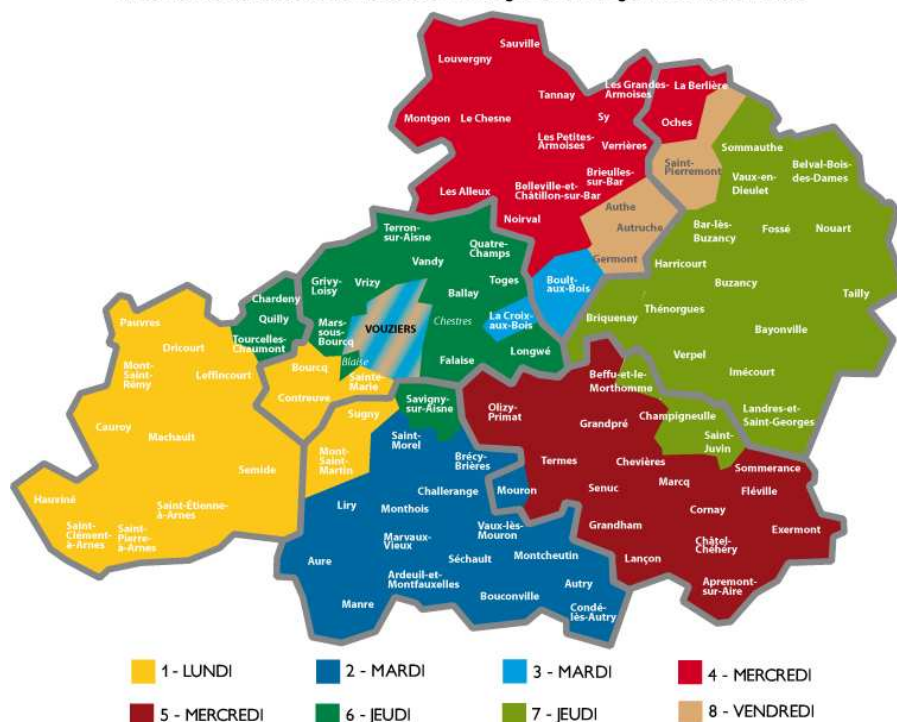 Sauville
Louvergny
Les Grandes-
Armoises
La Berlière
Tannay
Montgon
Le Chesne
Sy
Oches
Les Petites-
Armoises
Verrières
Sommauthe
Saint-
Pierremont
Belval-Bois-
des-Dames
Vaux-en-
Dieulet
Brieulles-
sur-Bar
Les Alleux
Belleville-et-
Châtillon-sur-Bar
Authe
Noirval
Autruche
Bar-lès-
Buzancy
Fossé
Nouart
Terron-
sur-Aisne
Quatre-
Champs
Vandy
Germont
Harricourt
Grivy-
Loisy
Vrizy
Toges
Boult-
aux-Bois
Buzancy
Tailly
Chardeny
Ballay
Quilly
Mars-
sous-
Bourcq
VOUZIERS
Chestres
La Croix-
aux-Bois
Briquenay
Thénorgues
Bayonville
Pauvres
Tourcelles-
Chaumont
Dricourt
Blaise
Falaise
Longwé
Verpel
Imécourt
Mont-
Saint-
Rémy
Leffincourt
Bourcq
Sainte-
Marie
Beffu-et-le-
Morthomme
Contreuve
Savigny-
sur-Aisne
Olizy-
Primat
Champigneulle
Landres-et-
Saint-Georges
Sugny
Grandpré
Cauroy
Machault
Saint-
Morel
Saint-
Juvin
Mont-
Saint-
Martin
Brécy-
Brières
Termes
Chevières
Sommerance
Semide
Marcq
Fléville
Hauviné
Challerange
Mouron
Senuc
Saint-Étienne-
à-Arnes
Liry
Monthois
Cornay
Saint-
Clément-
à-Arnes
Saint-
Pierre-
à-Arnes
Vaux-lès-
Mouron
Grandham
Exermont
Marvaux-
Vieux
Châtel-
Chéhéry
Aure
Séchault
Montcheutin
Lançon
Ardeuil-et-
Montfauxelles
Autry
Apremont-
sur-Aire
Manre
Bouconville
Condé-
lès-Autry
1 - LUNDI
2 - MARDI
3 - MARDI
4 - MERCREDI
5 - MERCREDI
6 - JEUDI
7 - JEUDI
8 - VENDREDI